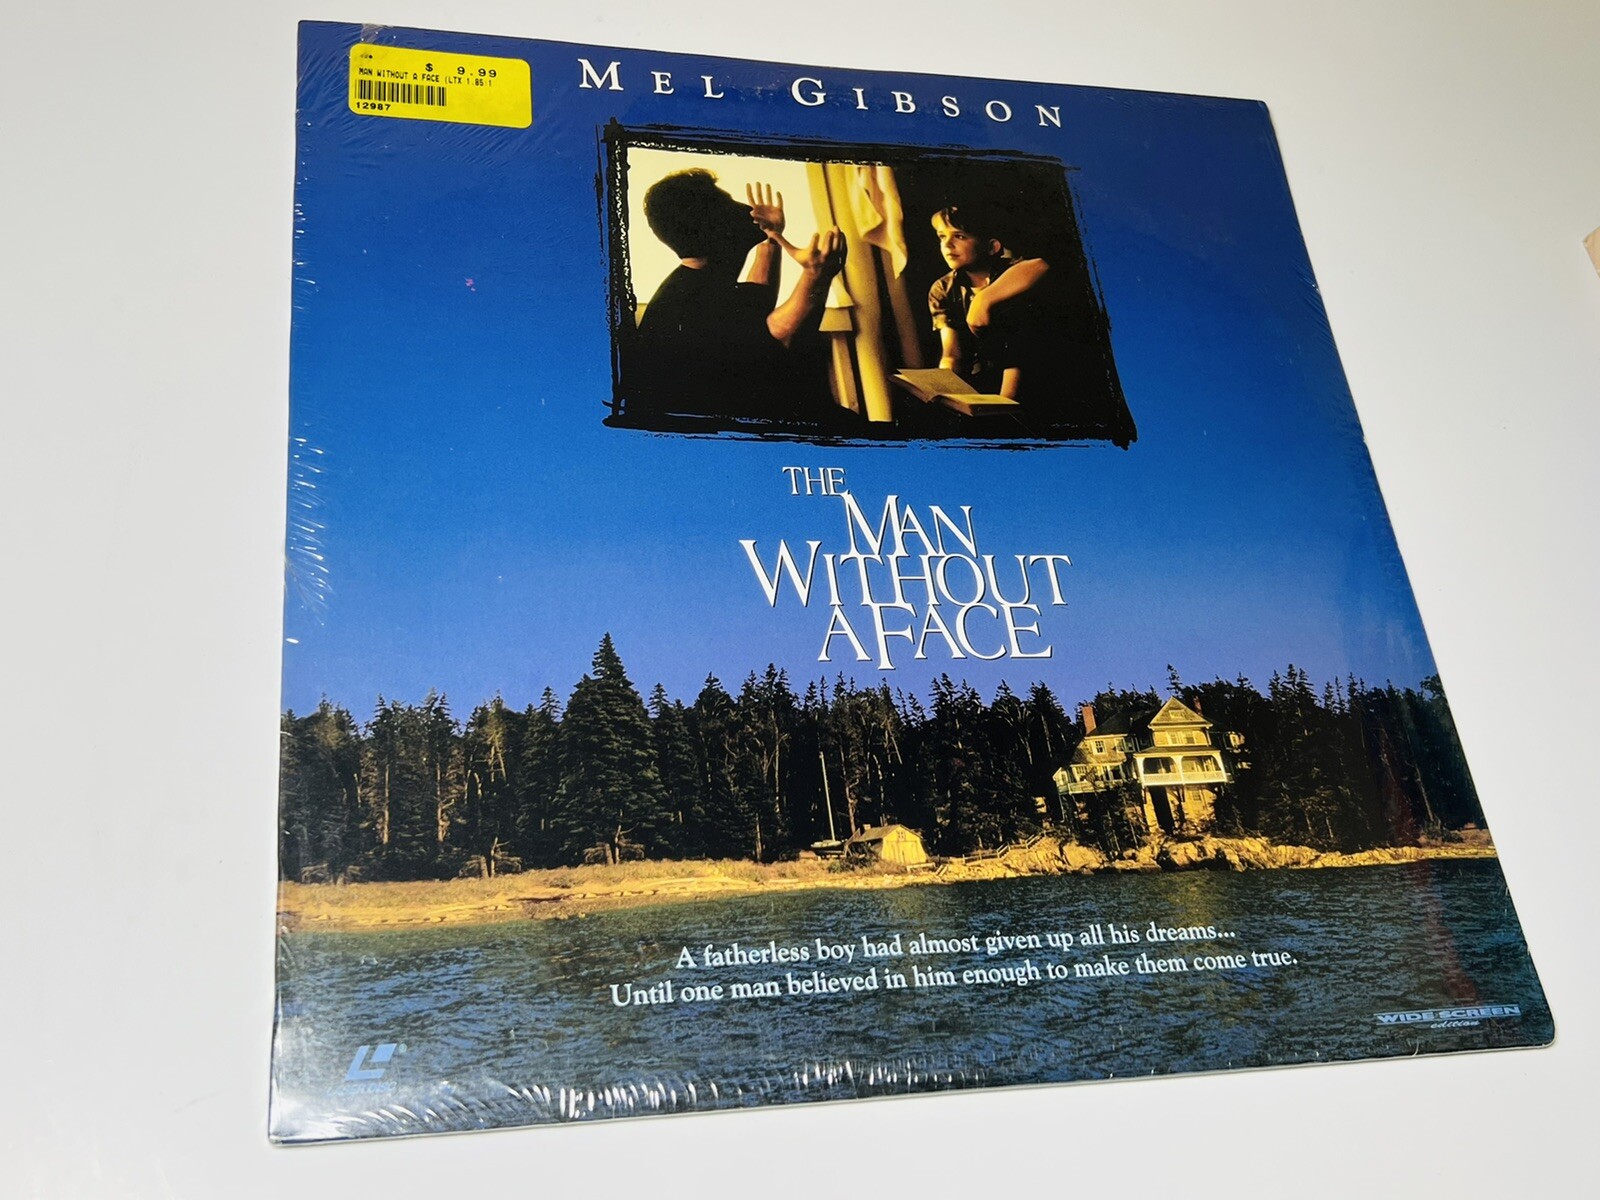 $ 9.99
MAN WITHOUT A FACE (LTX 1.85:1
12987
MEL GIBSON
THE
MAN
WITHOUT
A FACE
A fatherless boy had almost given up all his dreams...
Until one man believed in him enough to make them come true.
WIDE SCREEN
edition